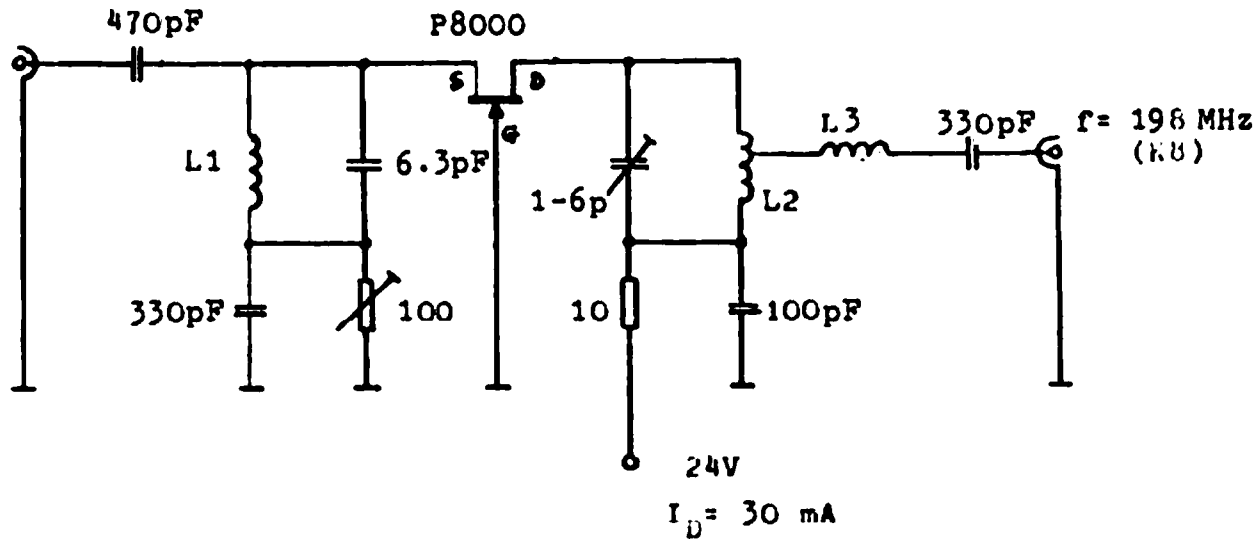 470pF
P8000
S D
G
L1
6.3pF
1-6p
L3
330pF
f= 198 MHz
L2
330pF
100
10
100pF
24V
I_D= 30 mA